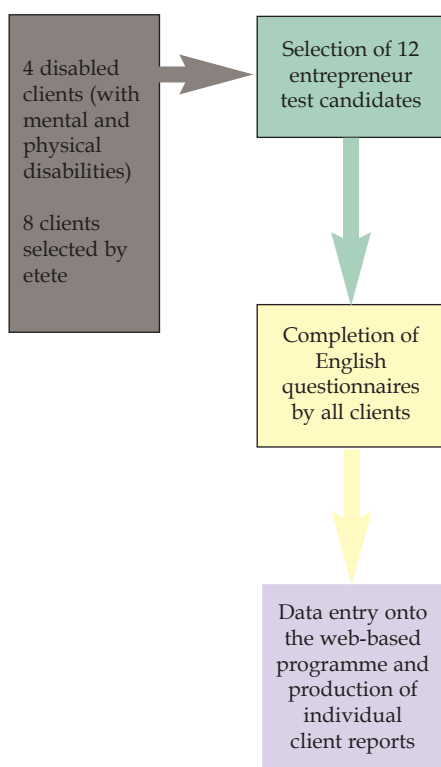 4 disabled
clients (with
mental and
physical
disabilities)
8 clients
selected by
etete
Selection of 12
entrepreneur
test candidates
Completion of
English
questionnaires
by all clients
Data entry onto
the web-based
programme and
production of
individual
client reports